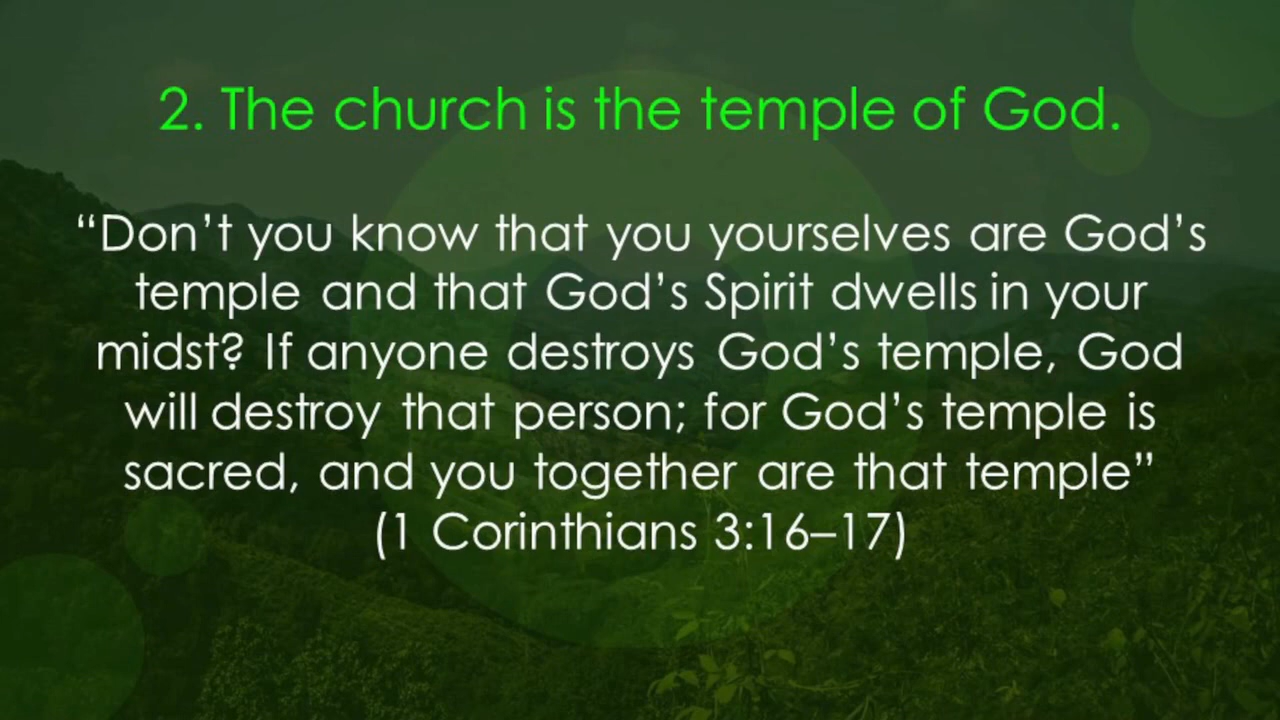 2. The church is the temple of God.
“Don’t you know that you yourselves are God’s
temple and that God’s Spirit dwells in your
midst? If anyone destroys God’s temple, God
will destroy that person; for God’s temple is
sacred, and you together are that temple”
(1 Corinthians 3:16–17)